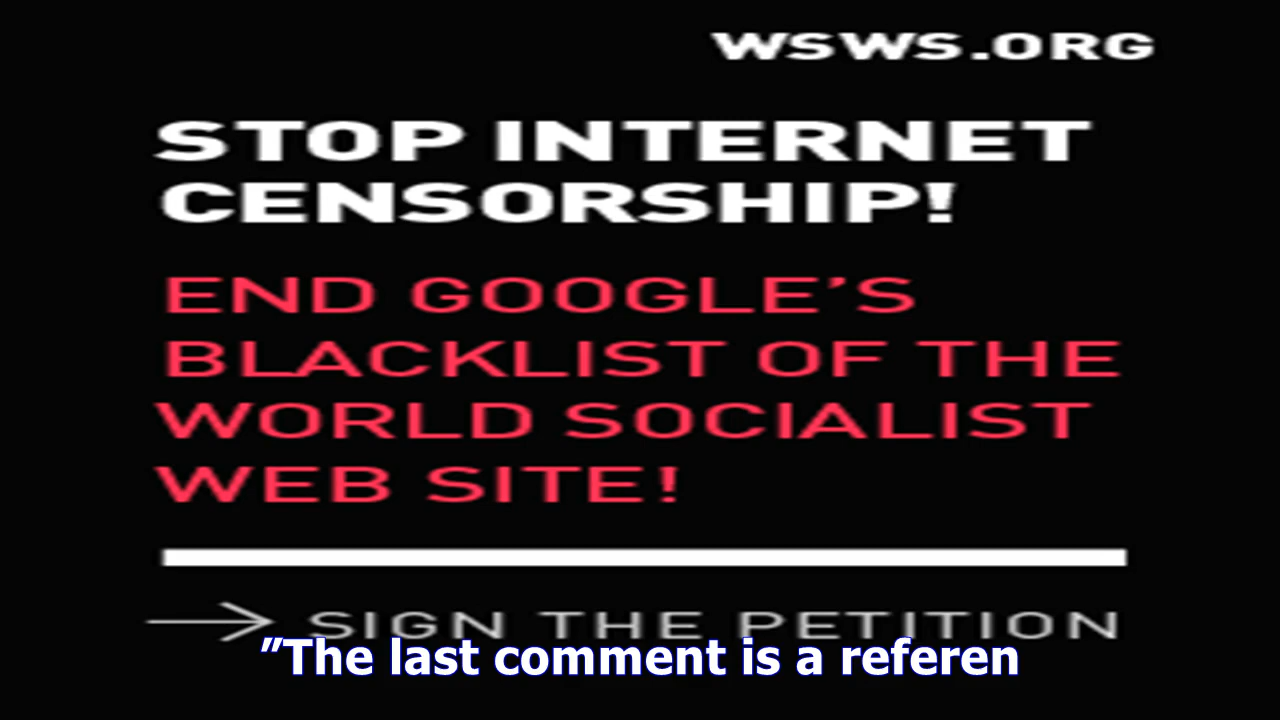 WSWS.ORG
STOP INTERNET
CENSORSHIP!
END GOOGLE'S
BLACKLIST OF THE
WORLD SOCIALIST
WEB SITE!
→ SIGN THE PETITION
"The last comment is a referen